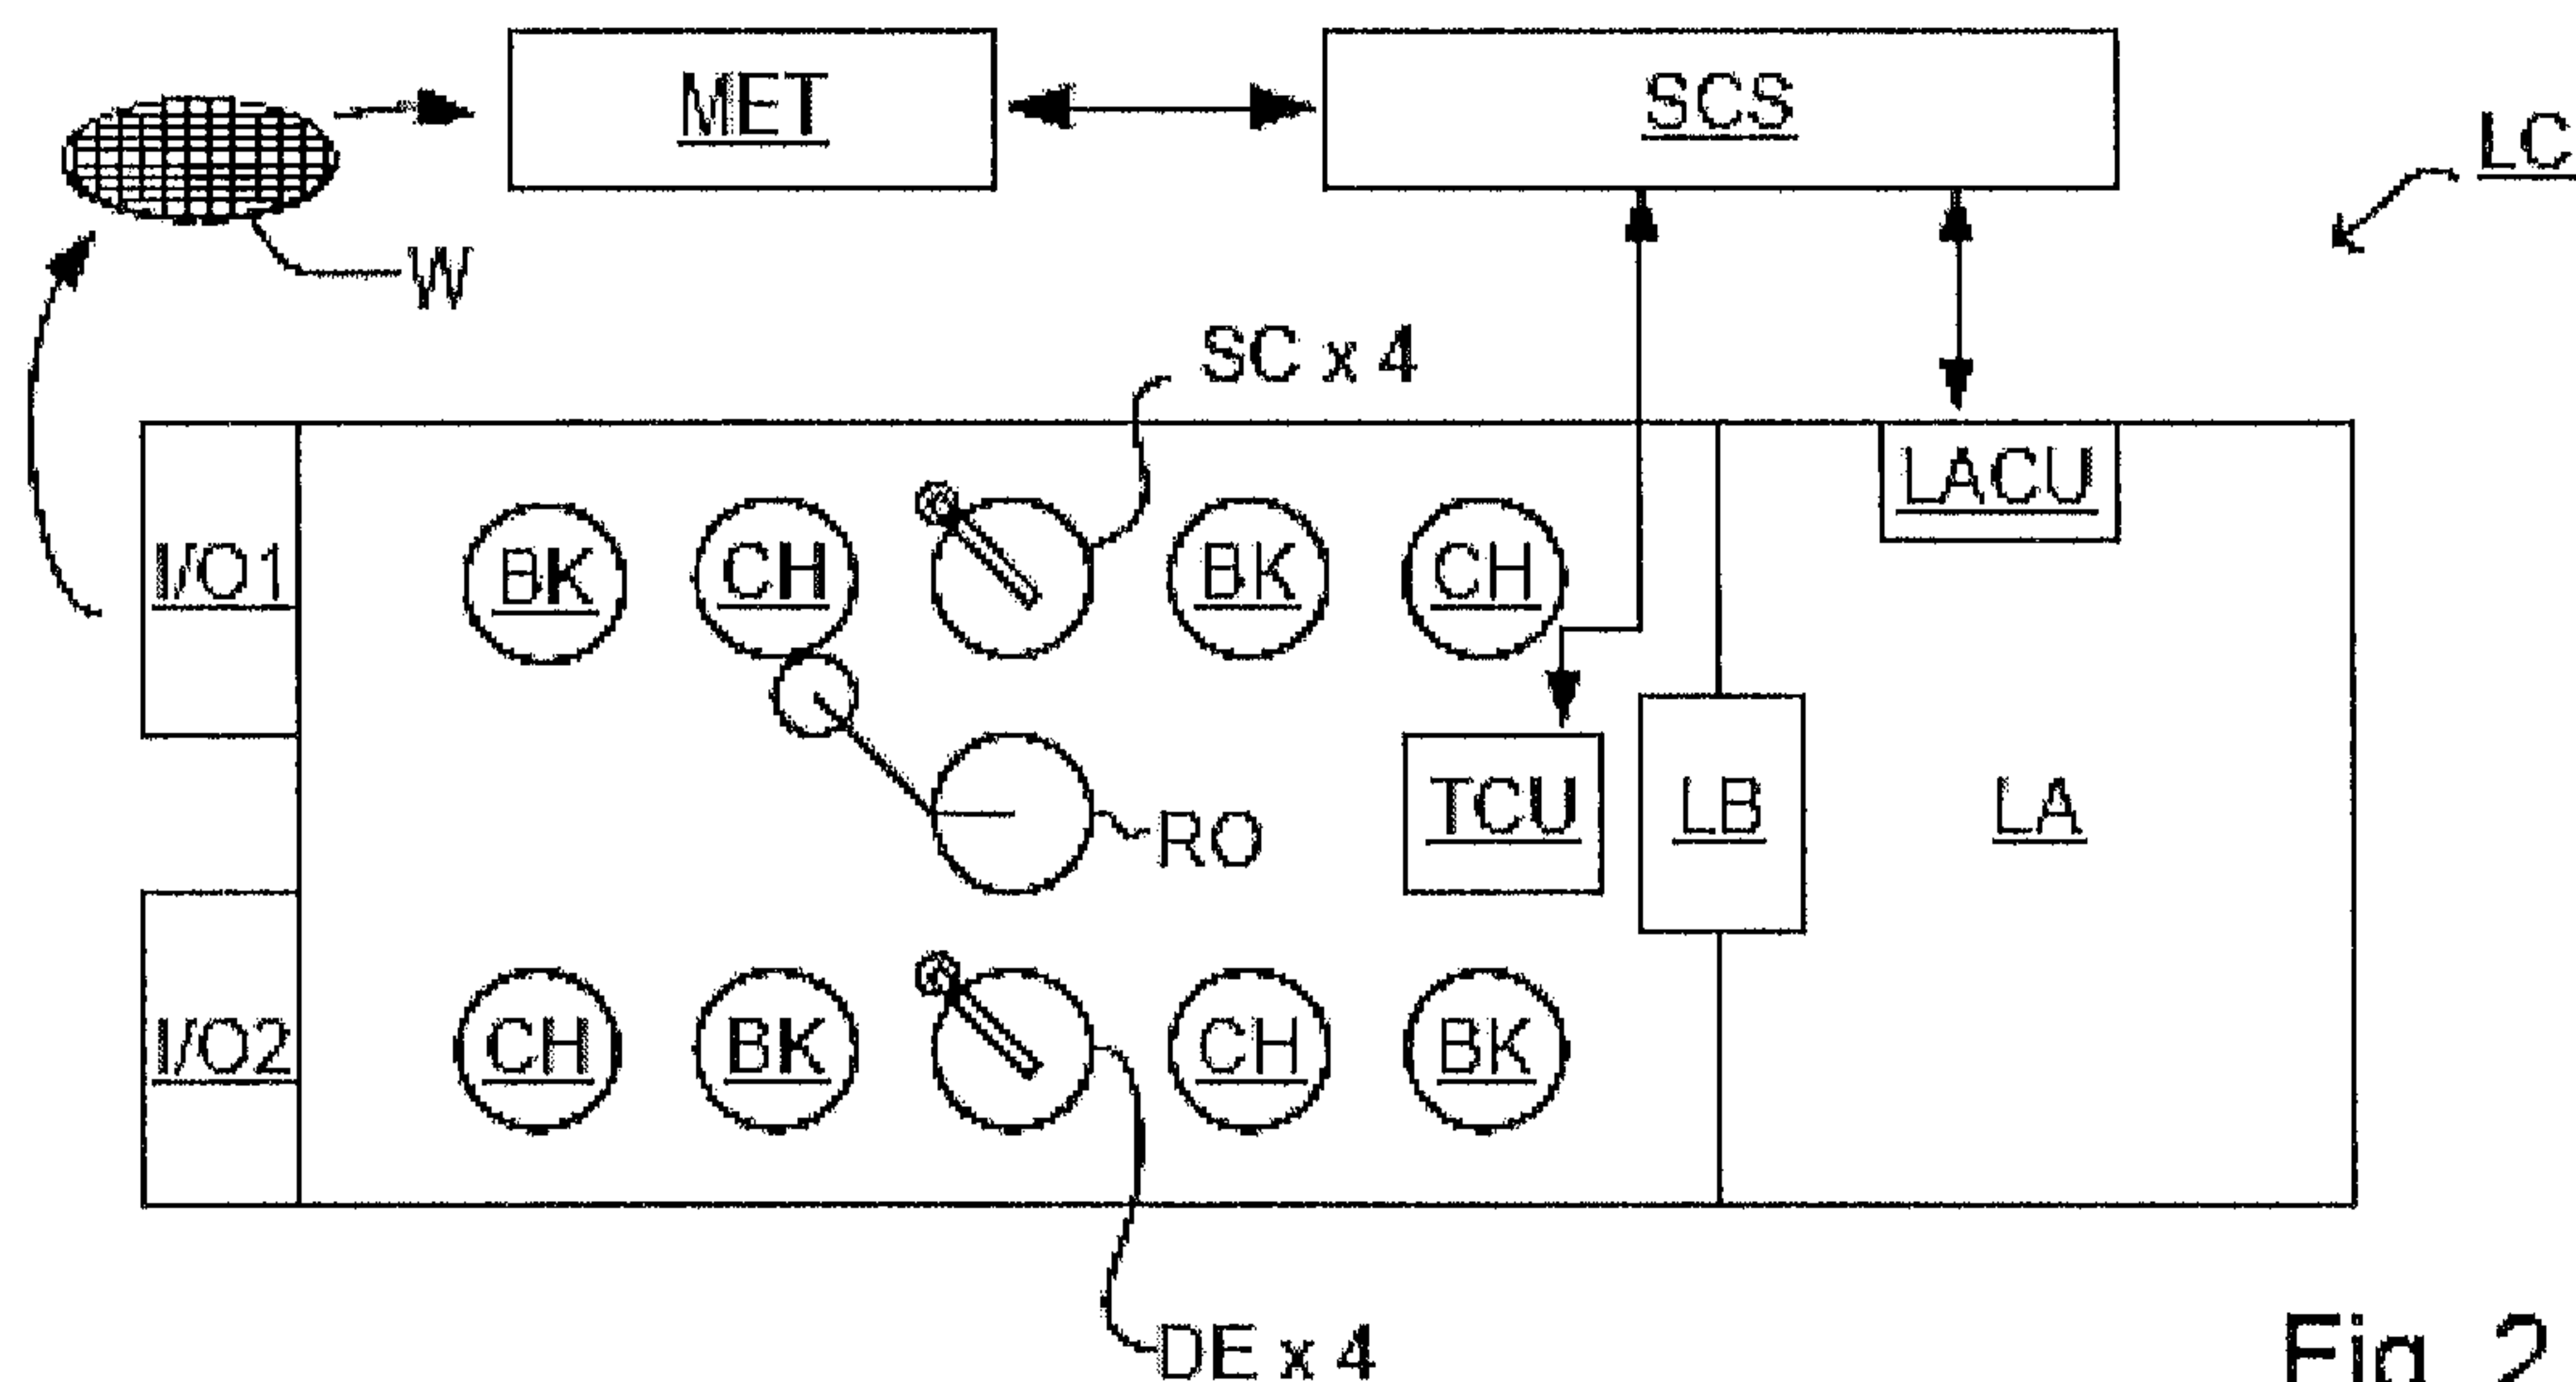 MET
SCS
LC
W
SC x 4
LACU
I/O1
BK
CH
BK
CH
RO
TCU
LB
LA
I/O2
CH
BK
CH
BK
DE x 4
Fig. 2